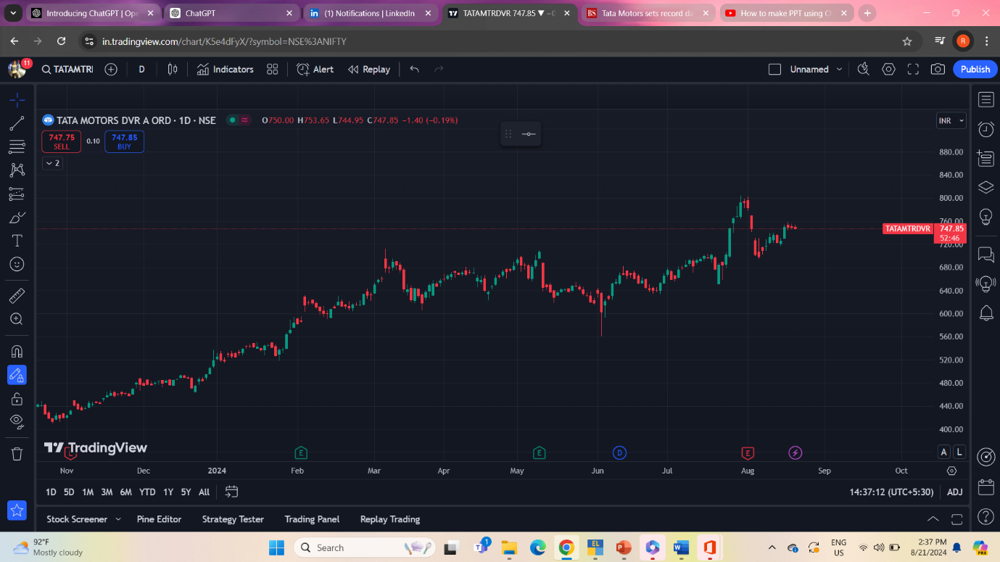 Introducing ChatGPT | Ope
ChatGPT
(1) Notifications | LinkedIn
TATAMTRDVR 747.85 ▼ −0
Tata Motors sets record da
How to make PPT using C
in.tradingview.com/chart/K5e4dFyX/?symbol=NSE%3ANIFTY
R
11
TATAMTRI
D
Indicators
Alert
Replay
Unnamed
Publish
TATA MOTORS DVR A ORD · 1D · NSE
O750.00 H753.65 L744.95 C747.85 −1.40 (−0.19%)
INR
747.75
SELL
0.10
747.85
BUY
2
880.00
840.00
800.00
760.00
TATAMTRDVR 747.85
52:46
720.00
680.00
640.00
600.00
560.00
520.00
480.00
440.00
400.00
TradingView
L
E
E
D
E
A L
Nov Dec 2024 Feb Mar Apr May Jun Jul Aug Sep Oct
1D 5D 1M 3M 6M YTD 1Y 5Y All
14:37:12 (UTC+5:30) ADJ
Stock Screener Pine Editor Strategy Tester Trading Panel Replay Trading
92°F
Mostly cloudy
Search
1
ENG
US
2:37 PM
8/21/2024
PRE